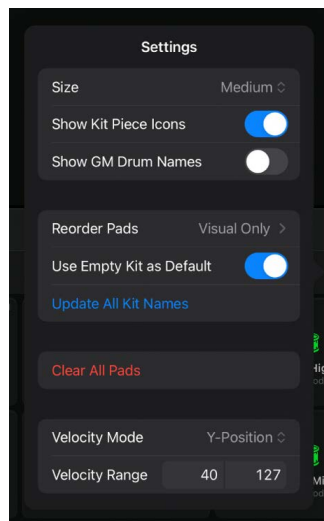 Settings
Size Medium
Show Kit Piece Icons
Show GM Drum Names
Reorder Pads Visual Only
Use Empty Kit as Default
Update All Kit Names
Clear All Pads
Velocity Mode Y-Position
Velocity Range 40 127